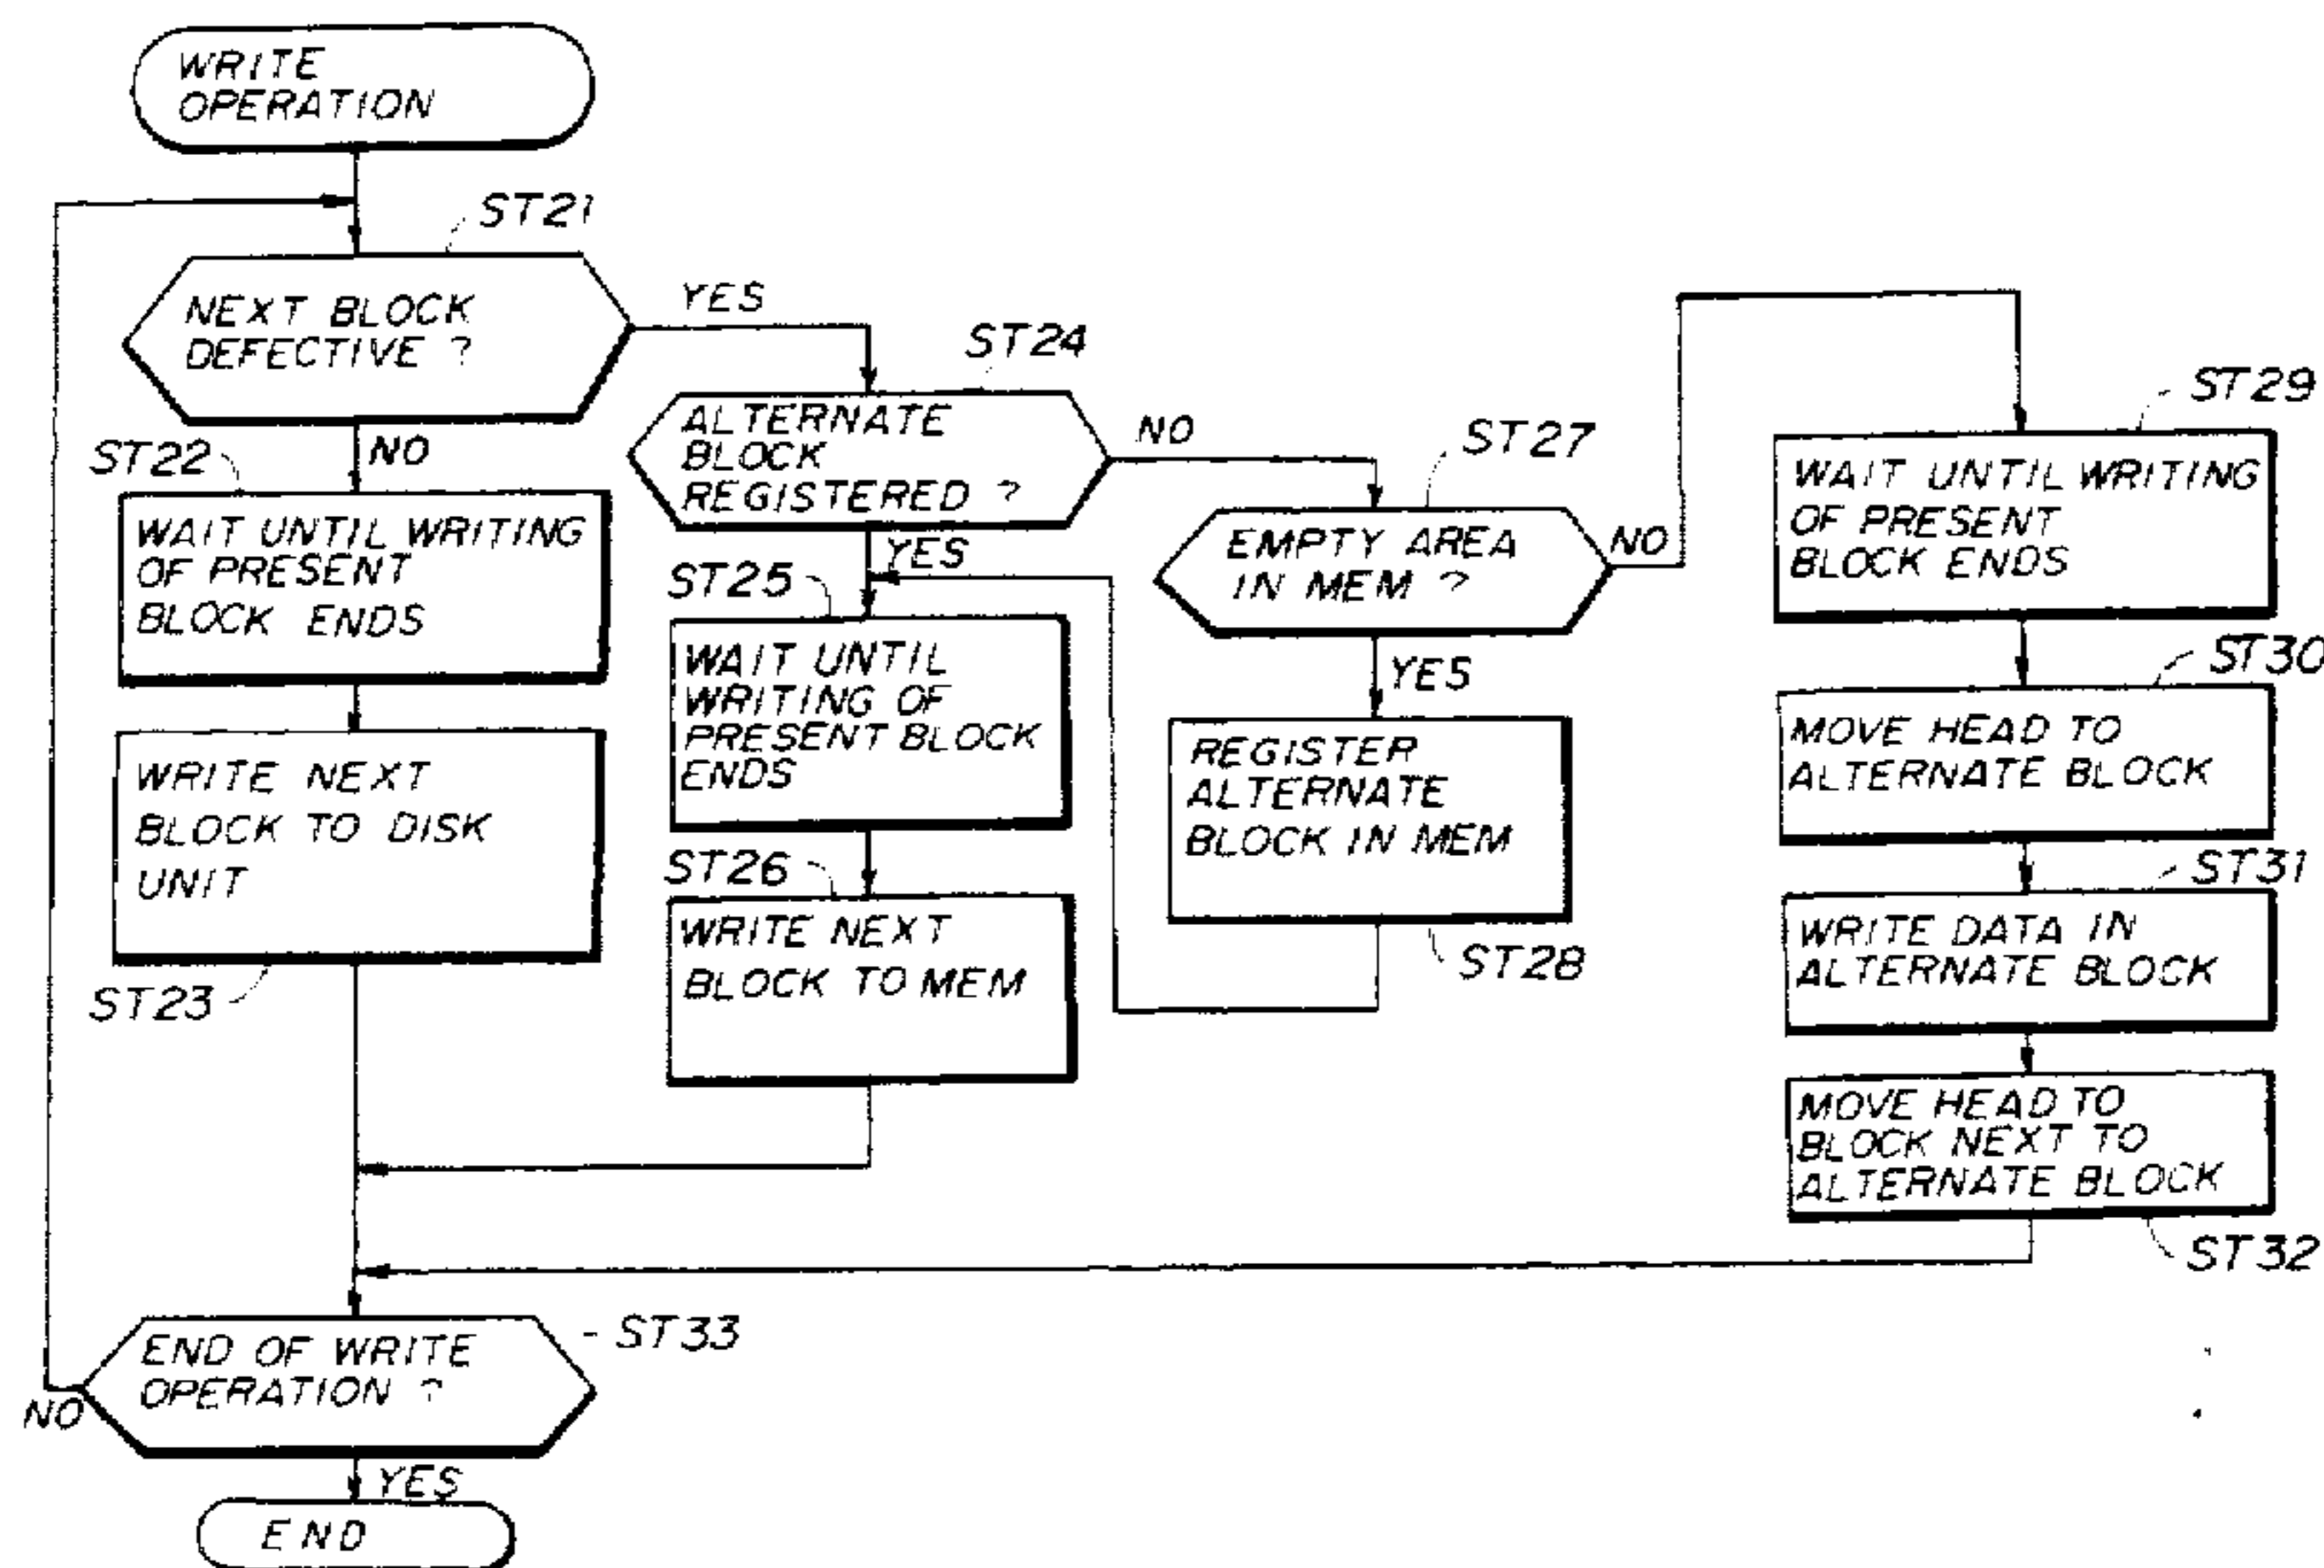 WRITE
OPERATION
ST21
NEXT BLOCK
DEFECTIVE ?
YES
NO
ST22
WAIT UNTIL WRITING
OF PRESENT
BLOCK ENDS
WRITE NEXT
BLOCK TO DISK
UNIT
ST23
ST24
ALTERNATE
BLOCK
REGISTERED ?
NO
YES
ST25
WAIT UNTIL
WRITING OF
PRESENT BLOCK
ENDS
ST26
WRITE NEXT
BLOCK TO MEM
ST27
EMPTY AREA
IN MEM ?
NO
YES
REGISTER
ALTERNATE
BLOCK IN MEM
ST28
ST29
WAIT UNTIL WRITING
OF PRESENT
BLOCK ENDS
ST30
MOVE HEAD TO
ALTERNATE BLOCK
ST31
WRITE DATA IN
ALTERNATE BLOCK
MOVE HEAD TO
BLOCK NEXT TO
ALTERNATE BLOCK
ST32
ST33
END OF WRITE
OPERATION ?
NO
YES
END